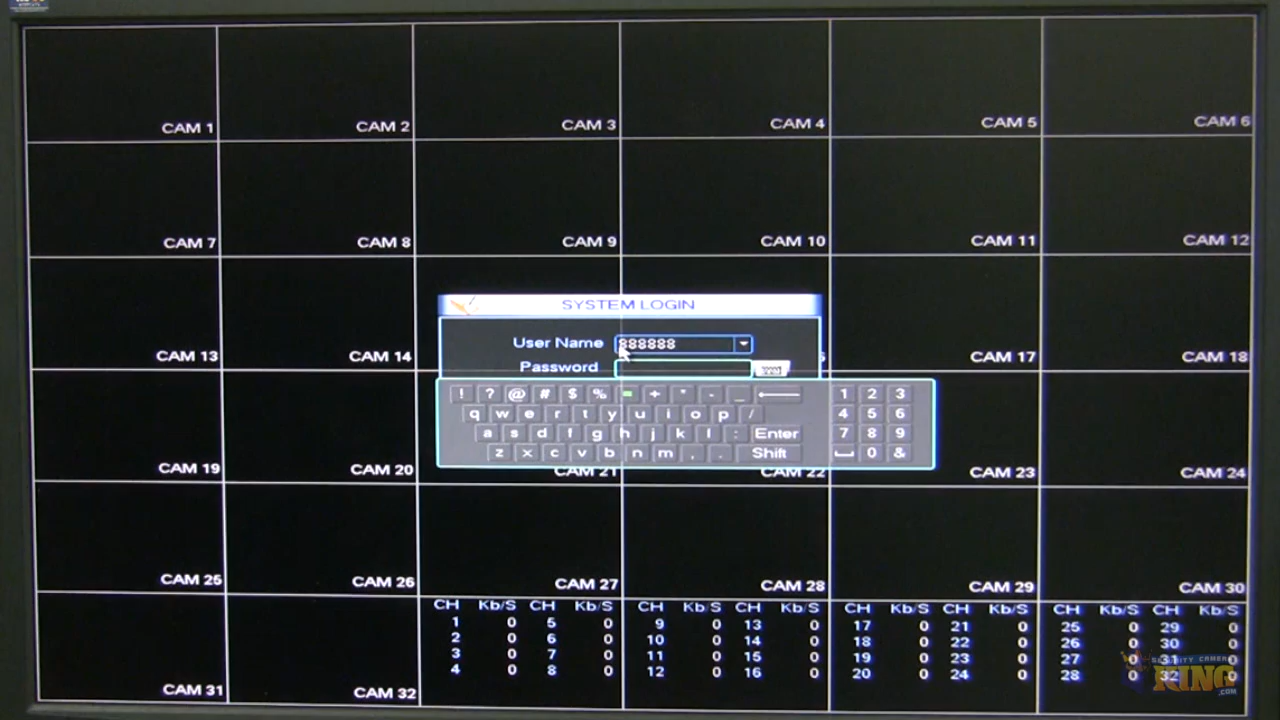 CAM 1 CAM 2 CAM 3 CAM 4 CAM 5 CAM 6
CAM 7 CAM 8 CAM 9 CAM 10 CAM 11 CAM 12
SYSTEM LOGIN
User Name 888888
Password
CAM 13 CAM 14 CAM 17 CAM 18
! ? @ # $ % = + " - _ 1 2 3
q w e r t y u i o p / 4 5 6
a s d f g h j k l : Enter 7 8 9
z x c v b n m , . Shift 0 &
CAM 19 CAM 20 CAM 21 CAM 22 CAM 23 CAM 24
CAM 25 CAM 26 CAM 27 CAM 28 CAM 29 CAM 30
CH Kb/S CH Kb/S CH Kb/S CH Kb/S CH Kb/S CH Kb/S CH Kb/S CH Kb/S
1 0 5 0 9 0 13 0 17 0 21 0 25 0 29 0
2 0 6 0 10 0 14 0 18 0 22 0 26 0 30 0
3 0 7 0 11 0 15 0 19 0 23 0 27 0 31 0
4 0 8 0 12 0 16 0 20 0 24 0 28 0 32 0
CAM 31 CAM 32
SECURITY CAMERA
KING
.COM